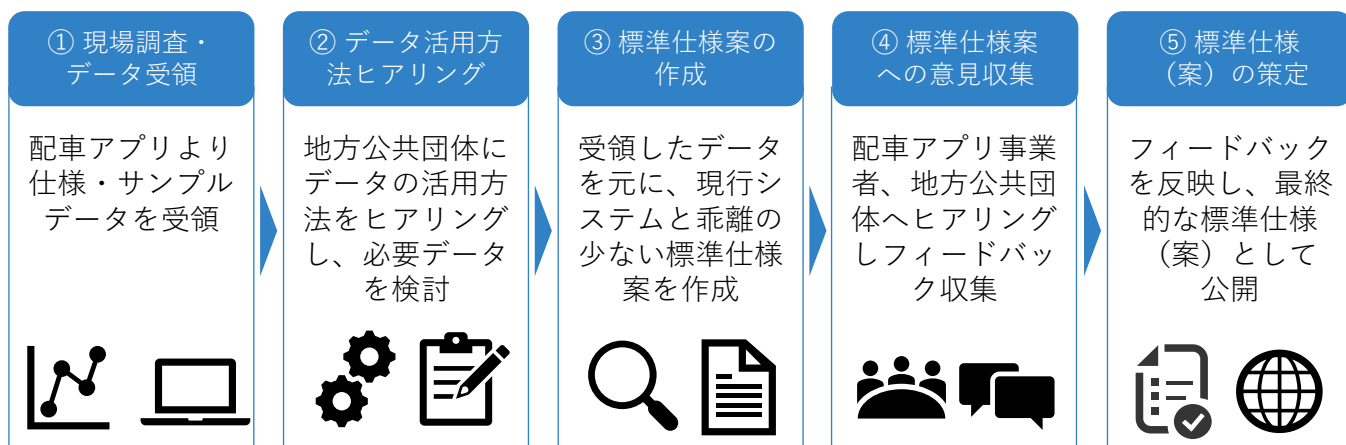 ① 現場調査・
データ受領
配車アプリより
仕様・サンプル
データを受領
② データ活用方
法ヒアリング
地方公共団体に
データの活用方
法をヒアリング
し、必要データ
を検討
③ 標準仕様案の
作成
受領したデータ
を元に、現行シ
ステムと乖離の
少ない標準仕様
案を作成
④ 標準仕様案
への意見収集
配車アプリ事業
者、地方公共団
体へヒアリング
しフィードバッ
ク収集
⑤ 標準仕様
（案）の策定
フィードバック
を反映し、最終
的な標準仕様
（案）として
公開